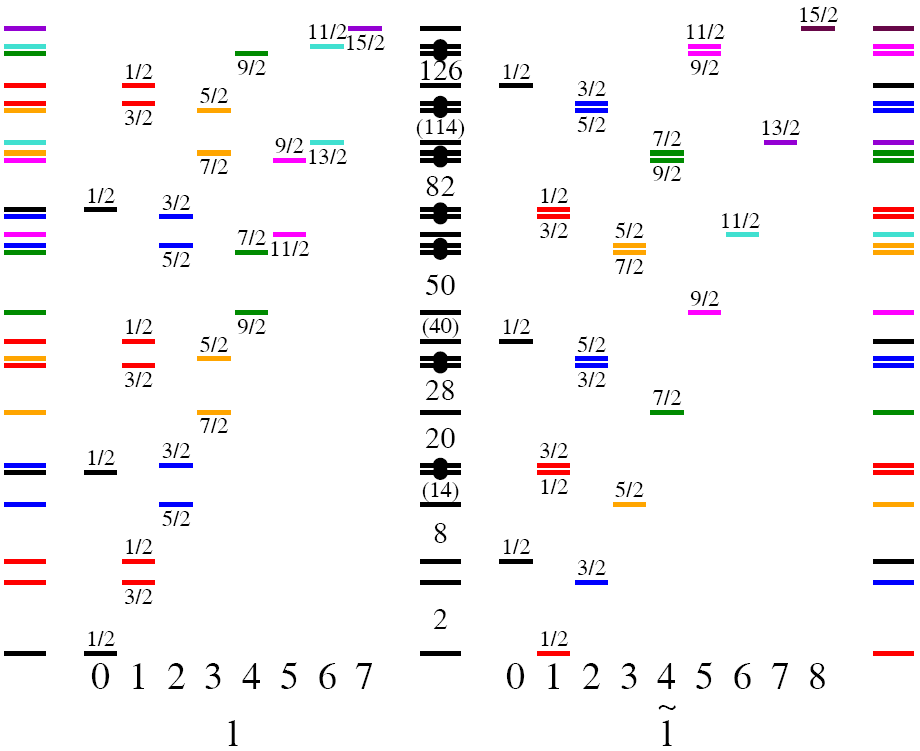 15/2
11/2 11/2
15/2
9/2 126 9/2
1/2 1/2
5/2 3/2
3/2 5/2
(114)
9/2 7/2 13/2
7/2 13/2 9/2
82
1/2 3/2 1/2
7/2 3/2 5/2 11/2
5/2 11/2 7/2
50
9/2
9/2 (40)
1/2 1/2
5/2 5/2
3/2 28 3/2
7/2
7/2
20
1/2 3/2 3/2
(14) 1/2 5/2
5/2
8
1/2 1/2
3/2
3/2
2
1/2 1/2
0 1 2 3 4 5 6 7 0 1 2 3 4 5 6 7 8
l l̃